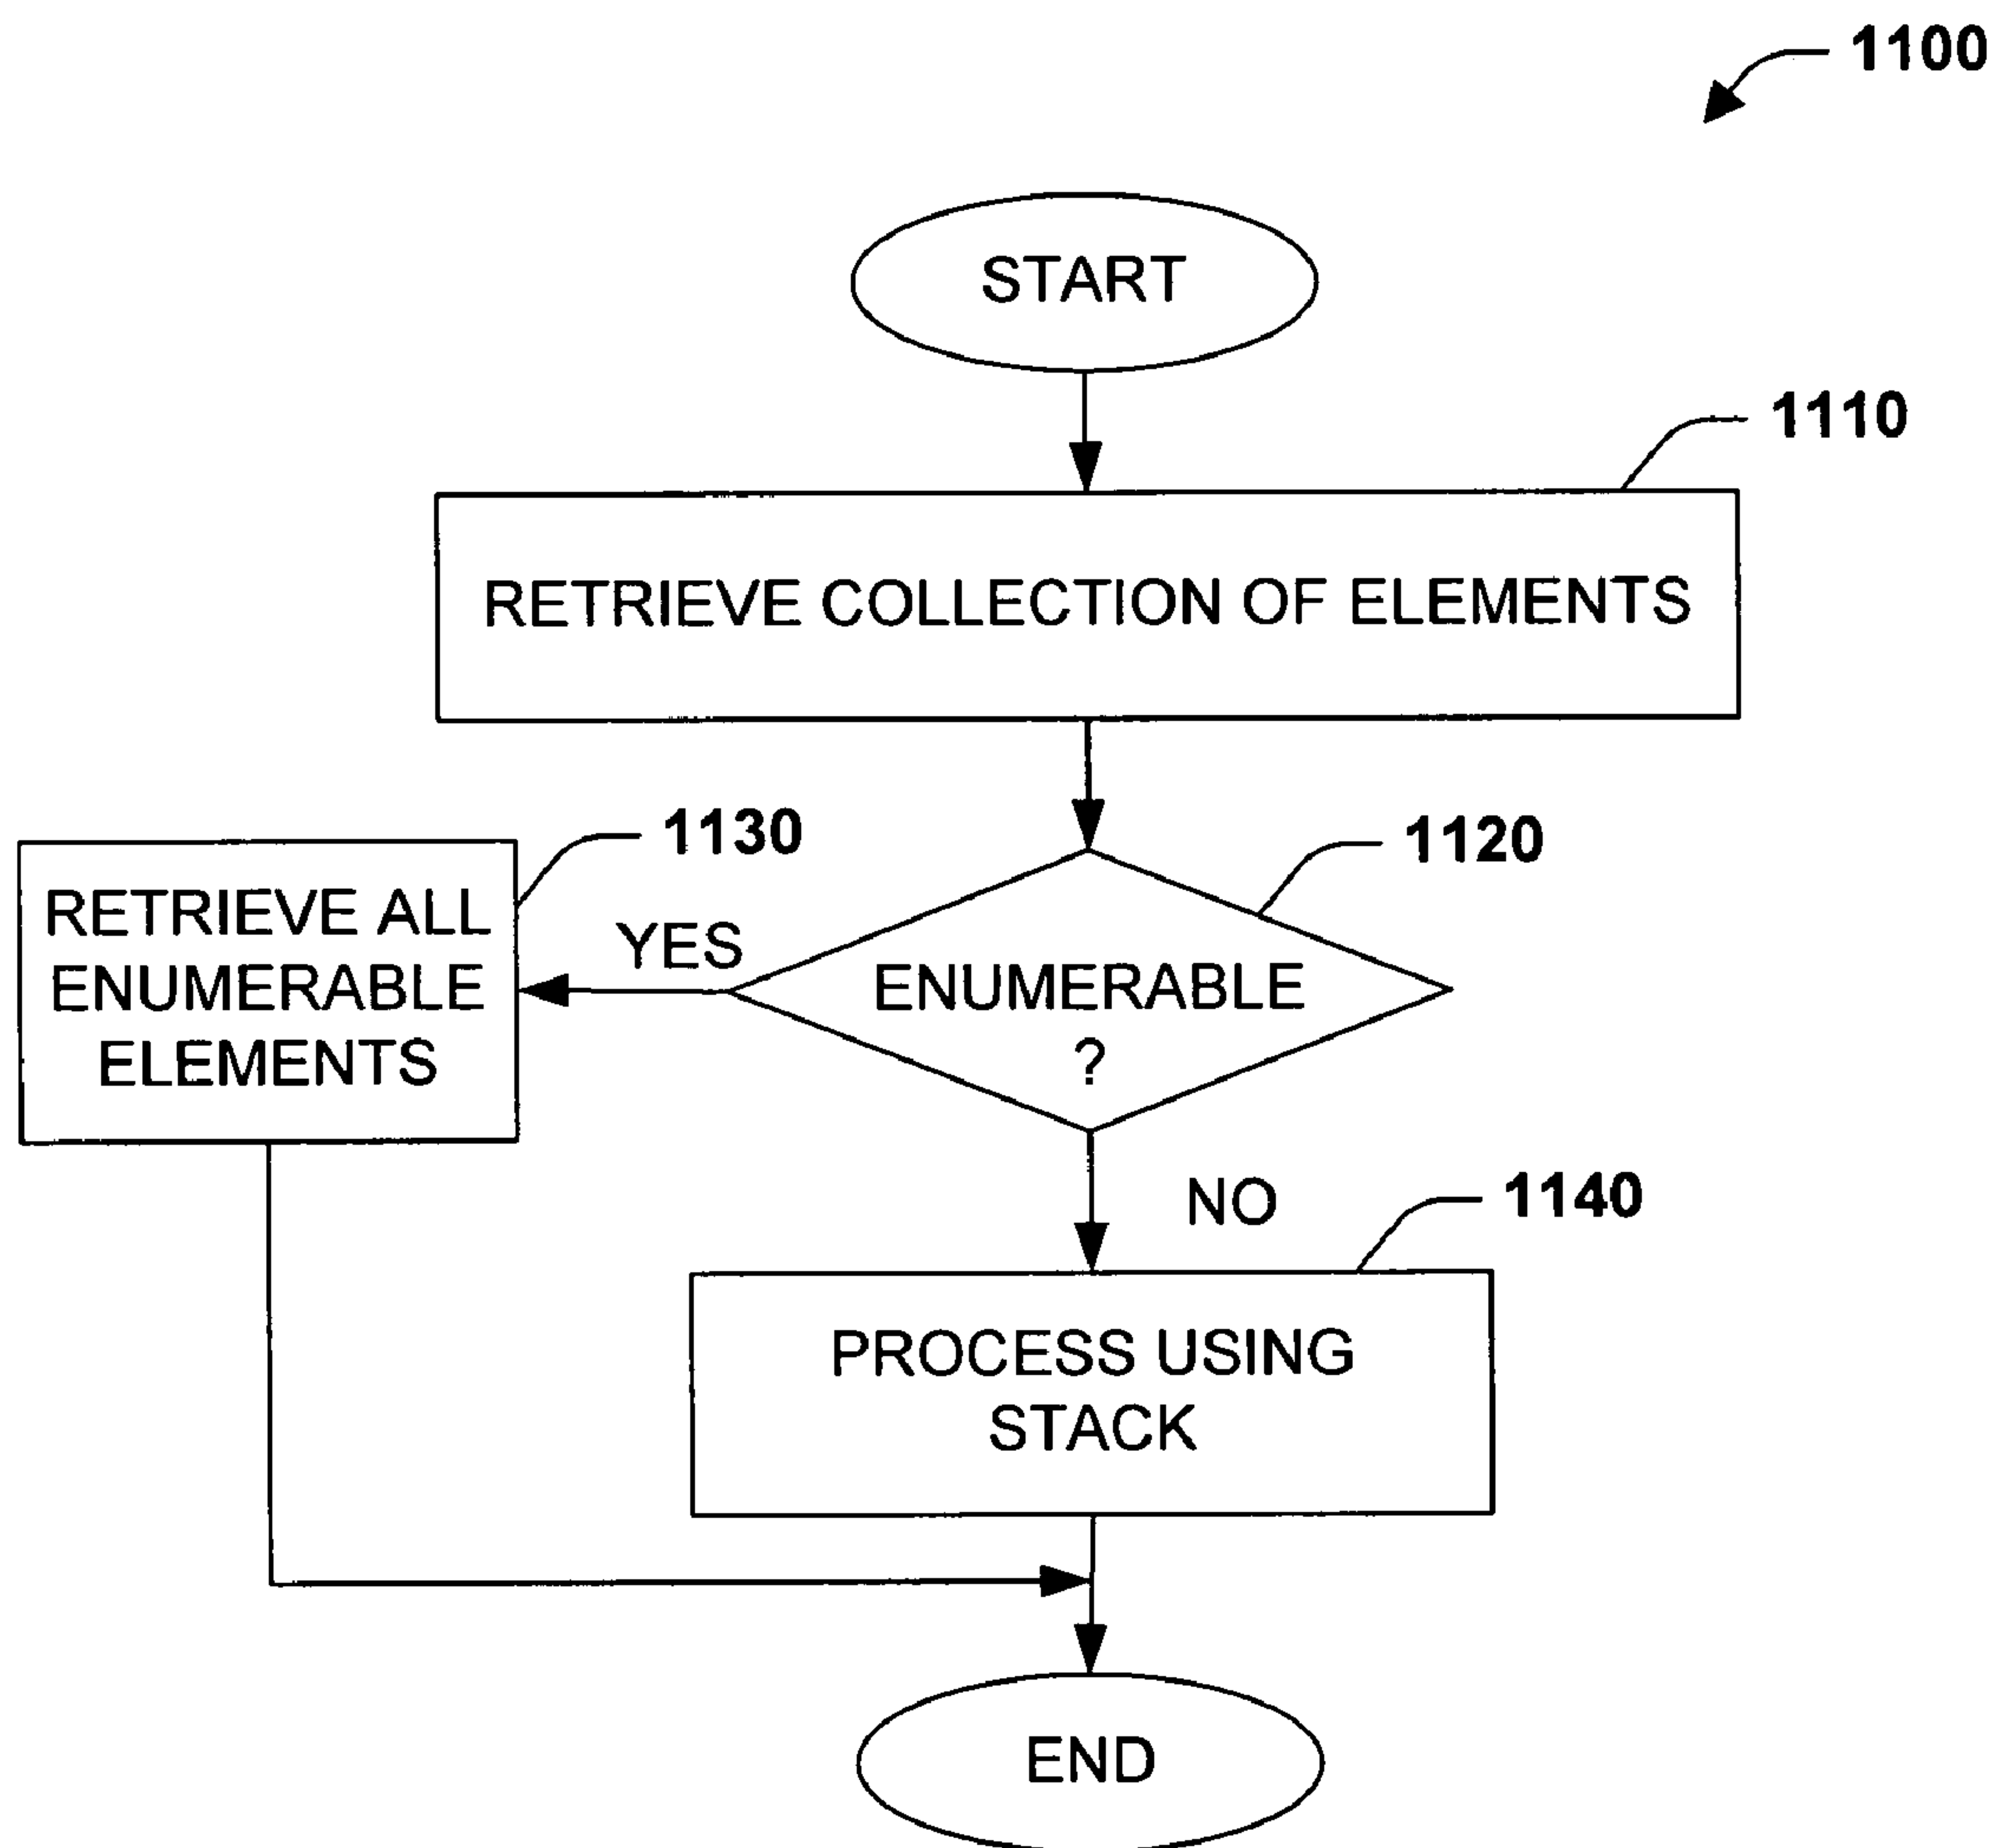 1100
START
1110
RETRIEVE COLLECTION OF ELEMENTS
1130
1120
RETRIEVE ALL
ENUMERABLE
ELEMENTS
YES
ENUMERABLE
?
NO
1140
PROCESS USING
STACK
END